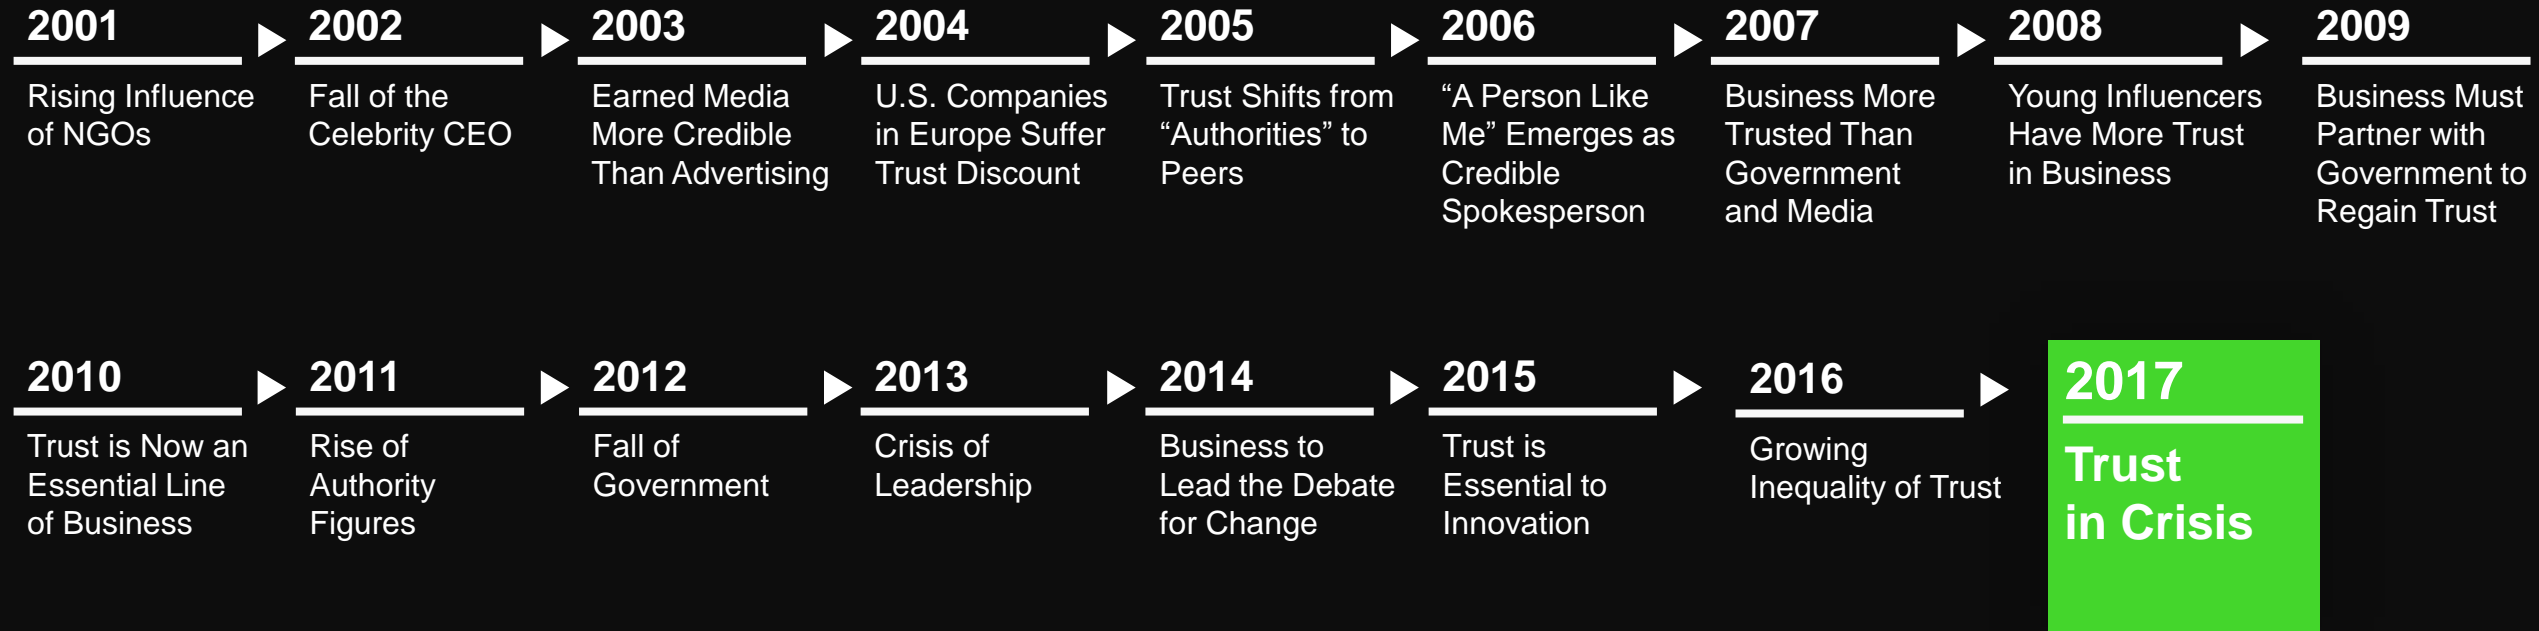 2001
Rising Influence
of NGOs
2002
Fall of the
Celebrity CEO
2003
Earned Media
More Credible
Than Advertising
2004
U.S. Companies
in Europe Suffer
Trust Discount
2005
Trust Shifts from
“Authorities” to
Peers
2006
“A Person Like
Me” Emerges as
Credible
Spokesperson
2007
Business More
Trusted Than
Government
and Media
2008
Young Influencers
Have More Trust
in Business
2009
Business Must
Partner with
Government to
Regain Trust
2010
Trust is Now an
Essential Line
of Business
2011
Rise of
Authority
Figures
2012
Fall of
Government
2013
Crisis of
Leadership
2014
Business to
Lead the Debate
for Change
2015
Trust is
Essential to
Innovation
2016
Growing
Inequality of Trust
2017
Trust
in Crisis